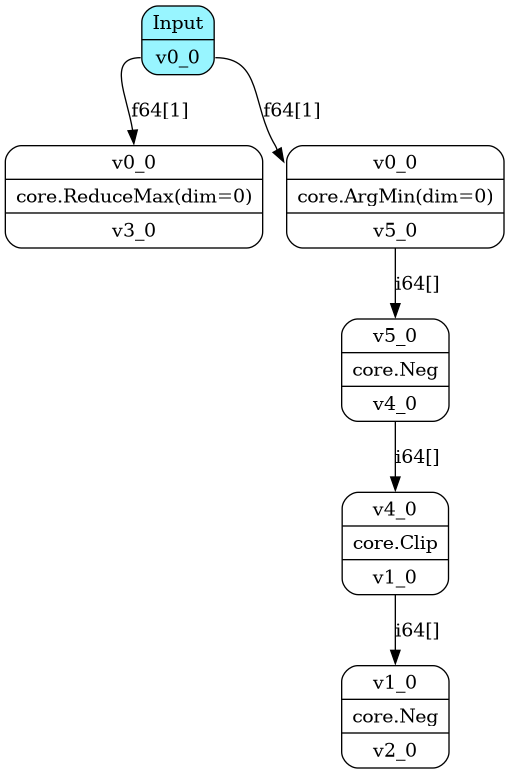 Input
v0_0
f64[1]
f64[1]
v0_0
core.ReduceMax(dim=0)
v3_0
v0_0
core.ArgMin(dim=0)
v5_0
i64[]
v5_0
core.Neg
v4_0
i64[]
v4_0
core.Clip
v1_0
i64[]
v1_0
core.Neg
v2_0